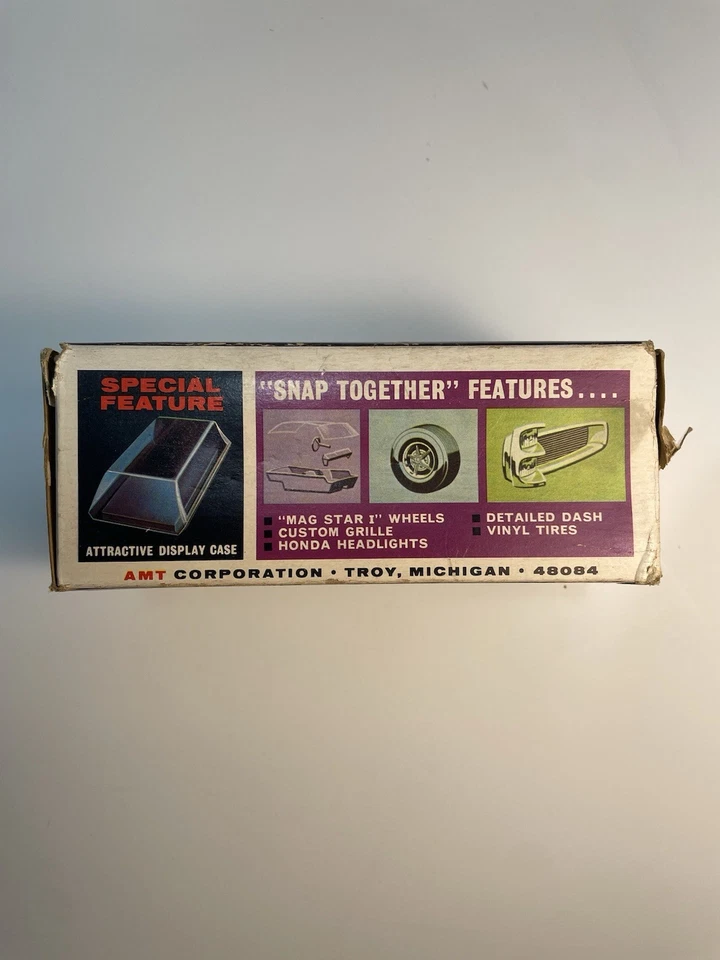 SPECIAL
FEATURE
ATTRACTIVE DISPLAY CASE
"SNAP TOGETHER" FEATURES....
"MAG STAR I" WHEELS
CUSTOM GRILLE
HONDA HEADLIGHTS
DETAILED DASH
VINYL TIRES
AMT CORPORATION • TROY, MICHIGAN • 48084